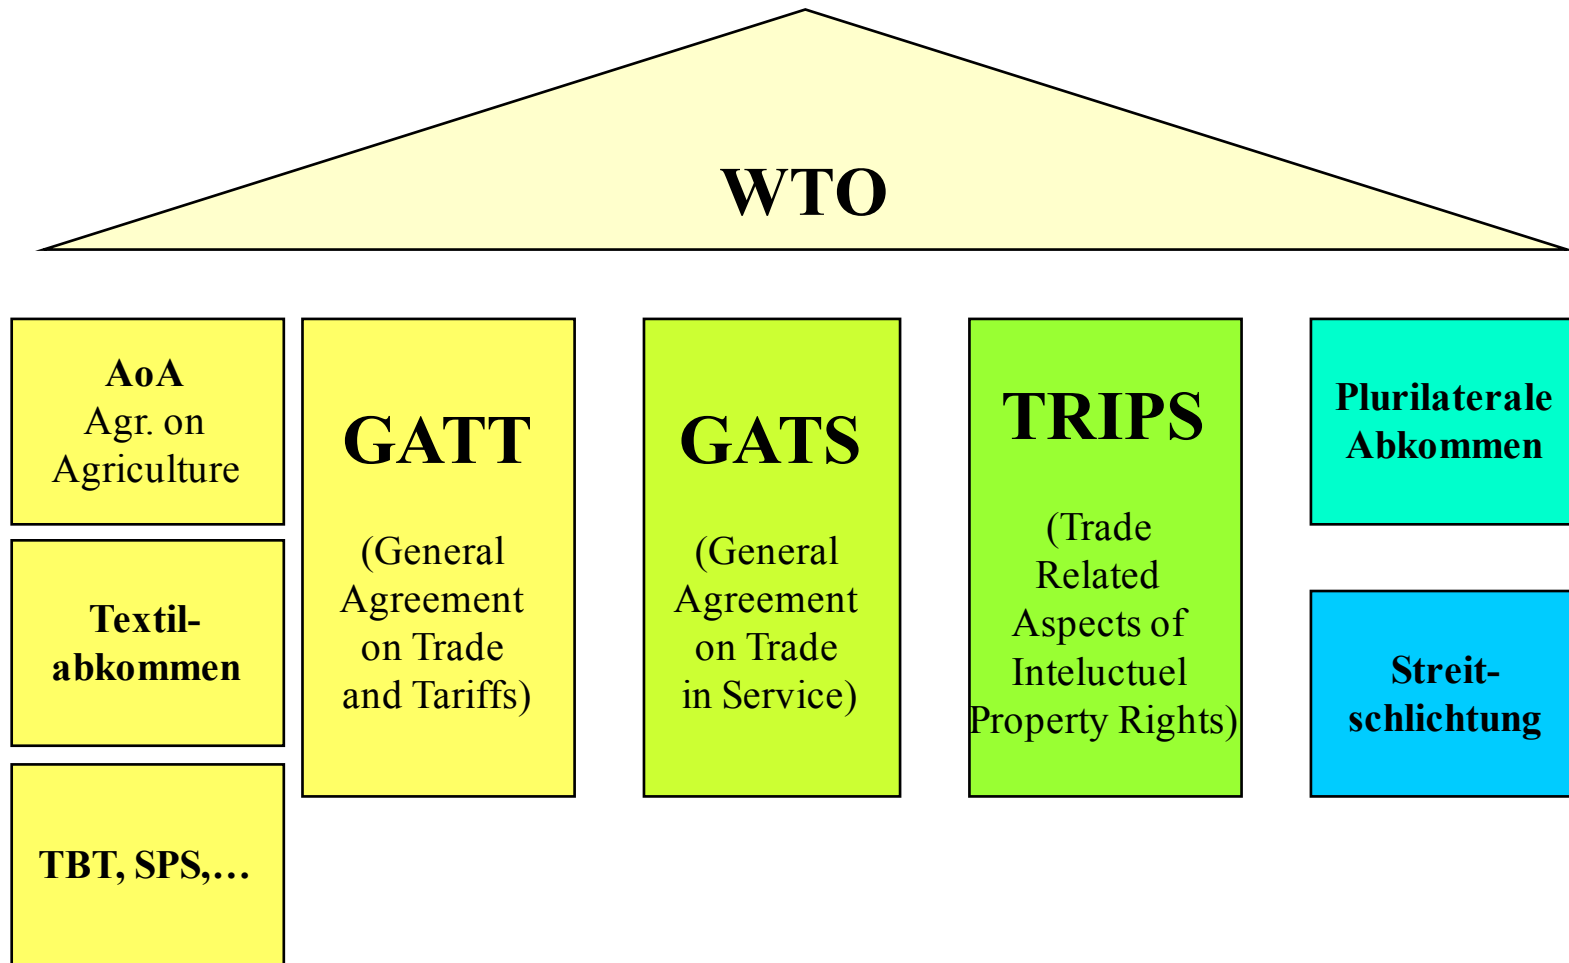 WTO
AoA
Agr. on
Agriculture
Textil-
abkommen
TBT, SPS,…
GATT
(General
Agreement
on Trade
and Tariffs)
GATS
(General
Agreement
on Trade
in Service)
TRIPS
(Trade
Related
Aspects of
Inteluctuel
Property Rights)
Plurilaterale
Abkommen
Streit-
schlichtung